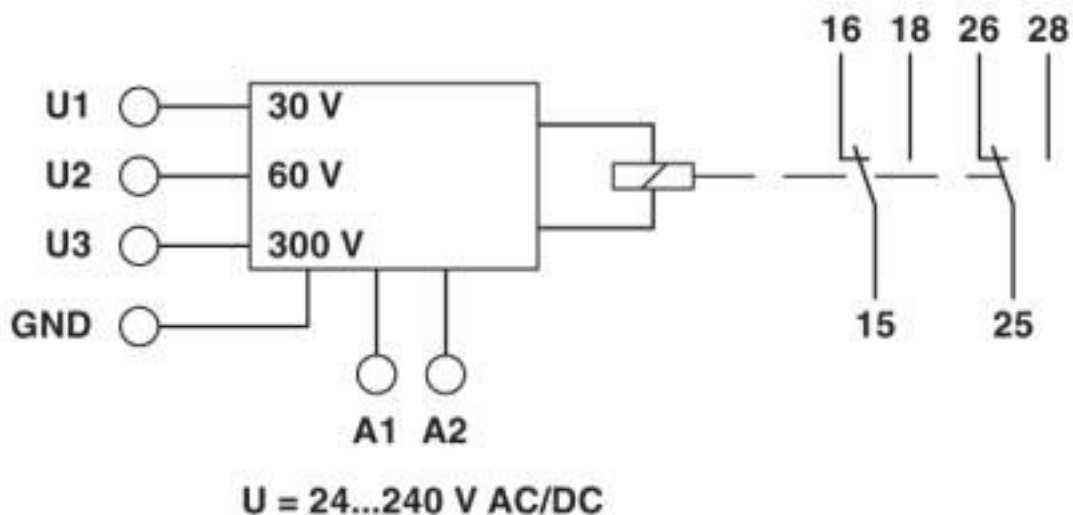 16 18 26 28
U1 30 V
U2 60 V
U3 300 V
GND
15 25
A1 A2
U = 24...240 V AC/DC